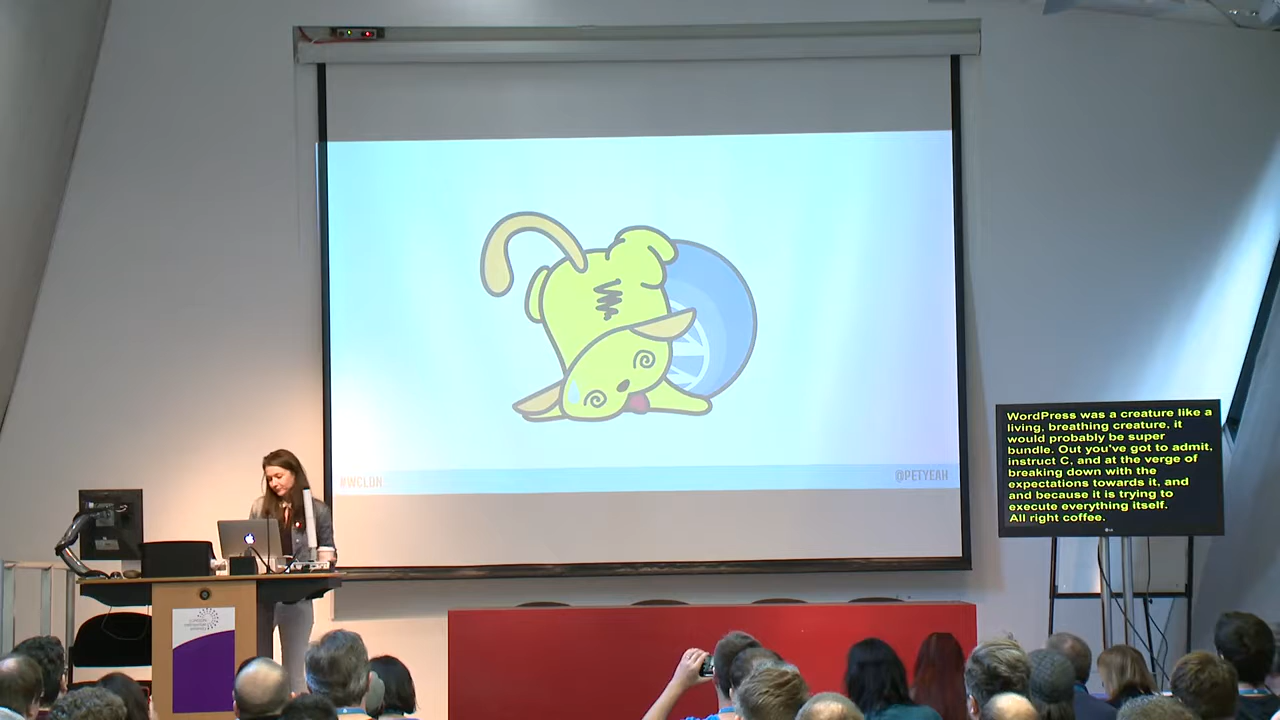 #WCLDN
@PETYEAH
WordPress was a creature like a
living, breathing creature, it
would probably be super
bundle. Out you've got to admit,
instruct C, and at the verge of
breaking down with the
expectations towards it, and
and because it is trying to
execute everything itself.
All right coffee.